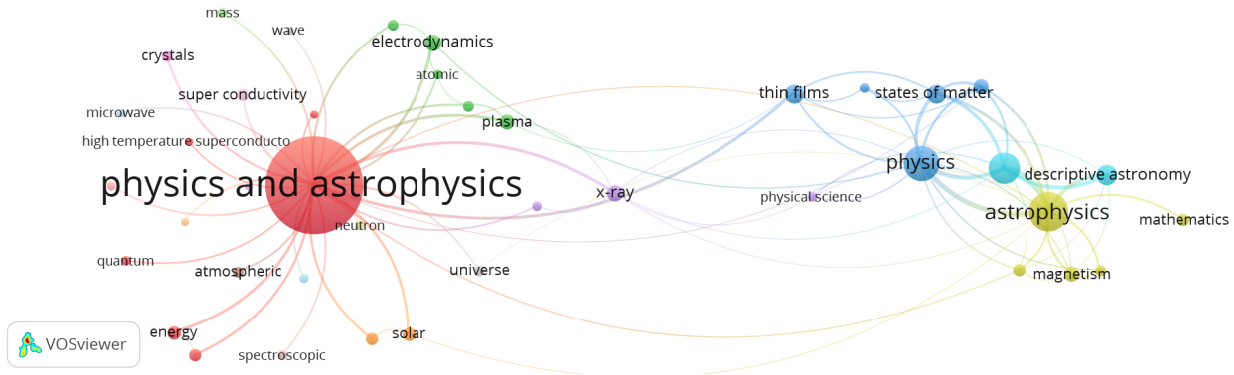 mass
wave
crystals
electrodynamics
atomic
super conductivity
microwave
plasma
high temperature superconducto
physics and astrophysics
neutron
x-ray
quantum
atmospheric
universe
energy
solar
spectroscopic
thin films
states of matter
physics
physical science
descriptive astronomy
astrophysics
mathematics
magnetism
VOSviewer